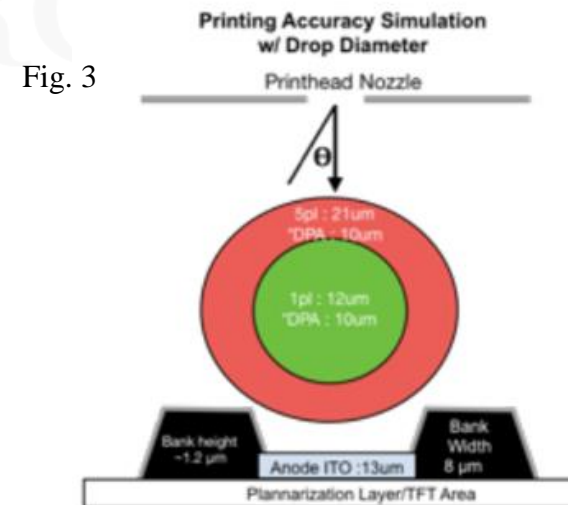 Printing Accuracy Simulation
w/ Drop Diameter
Fig. 3
Printhead Nozzle
Θ
5pl : 21um
*DPA : 10um
1pl : 12um
*DPA : 10um
Bank height
~1.2 μm
Anode ITO :13um
Bank
Width
8 μm
Plannarization Layer/TFT Area